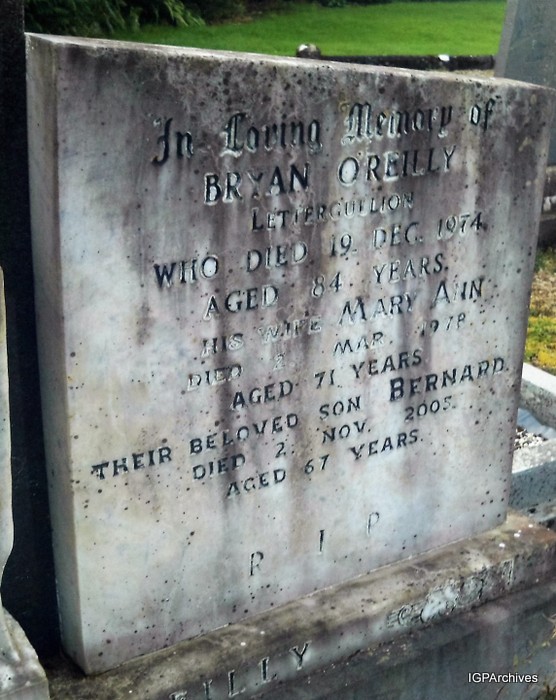 In Loving Memory of
BRYAN O'REILLY
LETTERGULLION
WHO DIED 19. DEC. 1974.
AGED 84 YEARS.
HIS WIFE MARY ANN
DIED 2. MAR. 1978
AGED 71 YEARS
THEIR BELOVED SON BERNARD.
DIED 2. NOV. 2005.
AGED 67 YEARS.
R I P
EILLY
IGPArchives